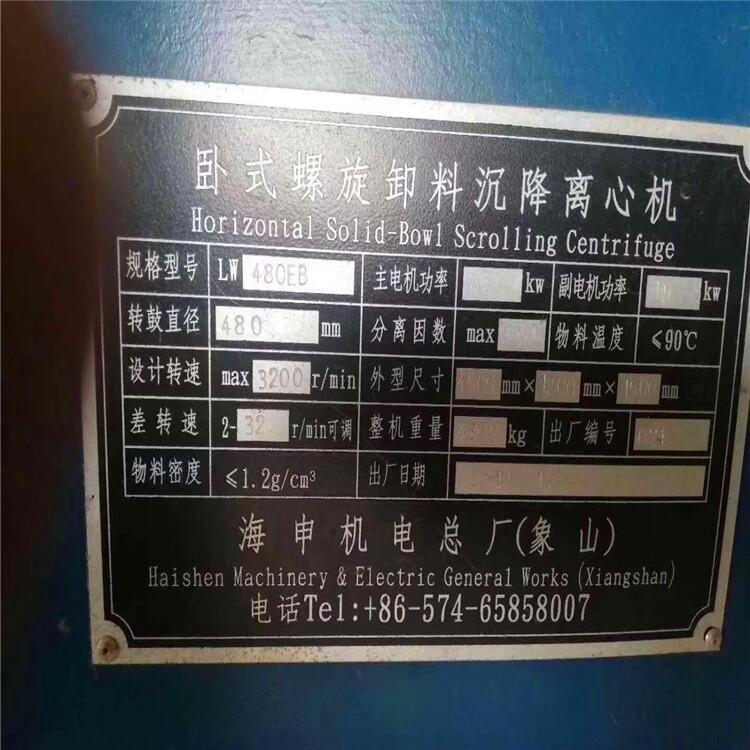 卧式螺旋卸料沉降离心机
Horizontal Solid-Bowl Scrolling Centrifuge
规格型号 LW 480EB 主电机功率 kw 副电机功率 kw
转鼓直径 480 mm 分离因数 max 物料温度 ≤90℃
设计转速 max 3200 r/min 外型尺寸 mm× mm× mm
差转速 2-32 r/min可调 整机重量 kg 出厂编号
物料密度 ≤1.2g/cm³ 出厂日期
海申机电总厂(象山)
Haishen Machinery & Electric General Works (Xiangshan)
电话Tel:+86-574-65858007